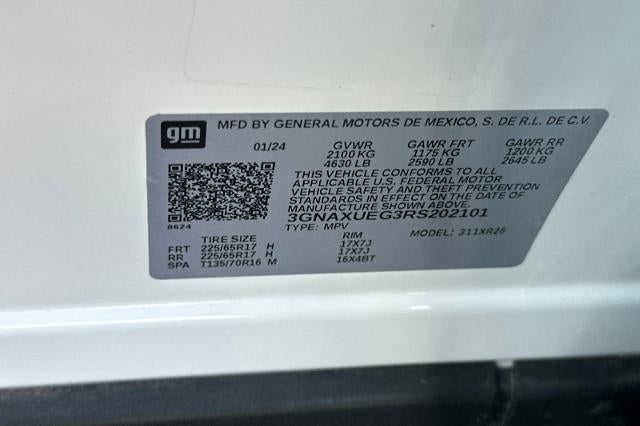 gm MFD BY GENERAL MOTORS DE MEXICO, S. DE R.L. DE C.V.
01/24 GVWR GAWR FRT GAWR RR
2100 KG 1175 KG 1200 KG
4630 LB 2590 LB 2645 LB
THIS VEHICLE CONFORMS TO ALL
APPLICABLE U.S. FEDERAL MOTOR
VEHICLE SAFETY AND THEFT PREVENTION
STANDARDS IN EFFECT ON THE DATE OF
MANUFACTURE SHOWN ABOVE.
3GNAXUEG3RS202101
8624 TYPE: MPV MODEL: 311XR26
TIRE SIZE RIM
FRT 225/65R17 H 17X7J
RR 225/65R17 H 17X7J
SPA T135/70R16 M 16X4BT